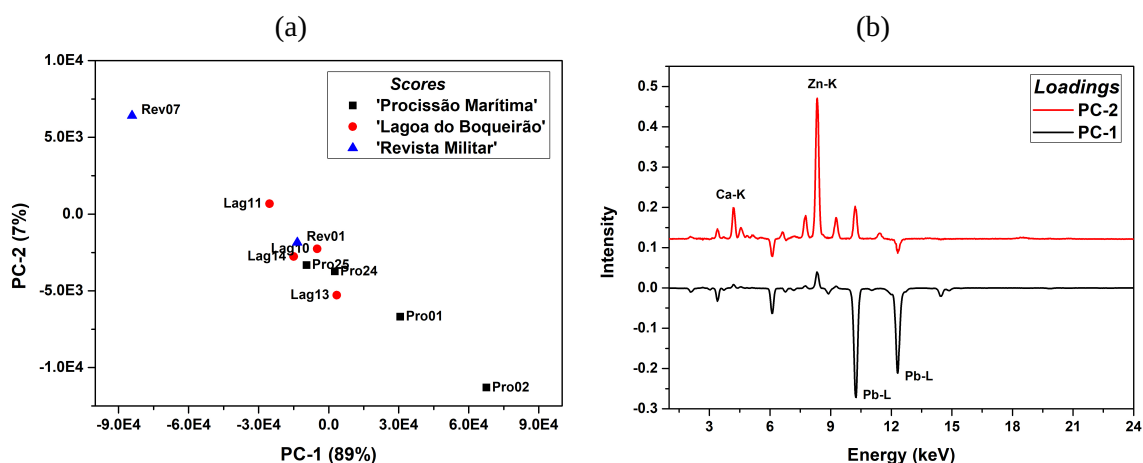 (a)
1.0E4
5.0E3
0.0
-5.0E3
-1.0E4
PC-2 (7%)
Scores
'Procissão Marítima'
'Lagoa do Boqueirão'
'Revista Militar'
Rev07
Lag11
Rev01
Lag10
Lag14
Pro25
Pro24
Lag13
Pro01
Pro02
-9.0E4
-6.0E4
-3.0E4
0.0
3.0E4
6.0E4
9.0E4
PC-1 (89%)
(b)
0.5
0.4
0.3
0.2
0.1
0.0
-0.1
-0.2
-0.3
Intensity
Loadings
PC-2
PC-1
Zn-K
Ca-K
Pb-L
Pb-L
3
6
9
12
15
18
21
24
Energy (keV)